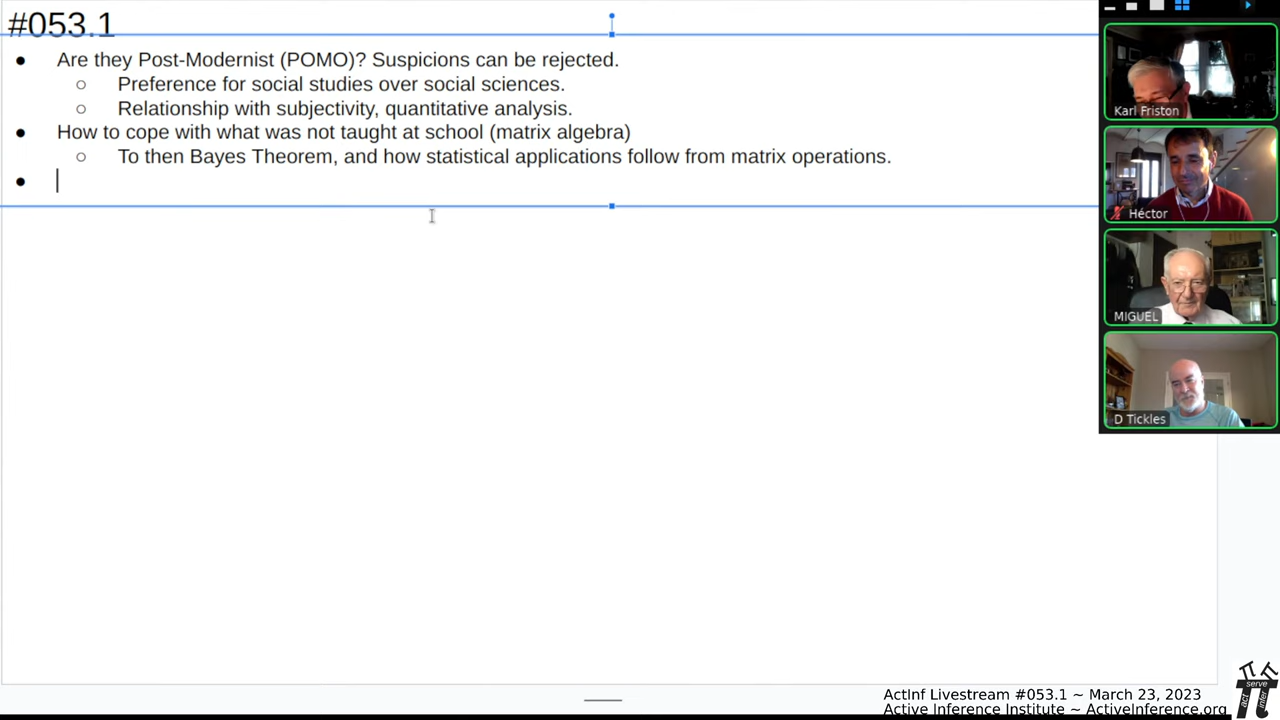 #053.1
● Are they Post-Modernist (POMO)? Suspicions can be rejected.
○ Preference for social studies over social sciences.
○ Relationship with subjectivity, quantitative analysis.
● How to cope with what was not taught at school (matrix algebra)
○ To then Bayes Theorem, and how statistical applications follow from matrix operations.
●
Karl Friston
Héctor
MIGUEL
D Tickles
ActInf Livestream #053.1 ~ March 23, 2023
Active Inference Institute ~ ActiveInference.org
serve
act
infer